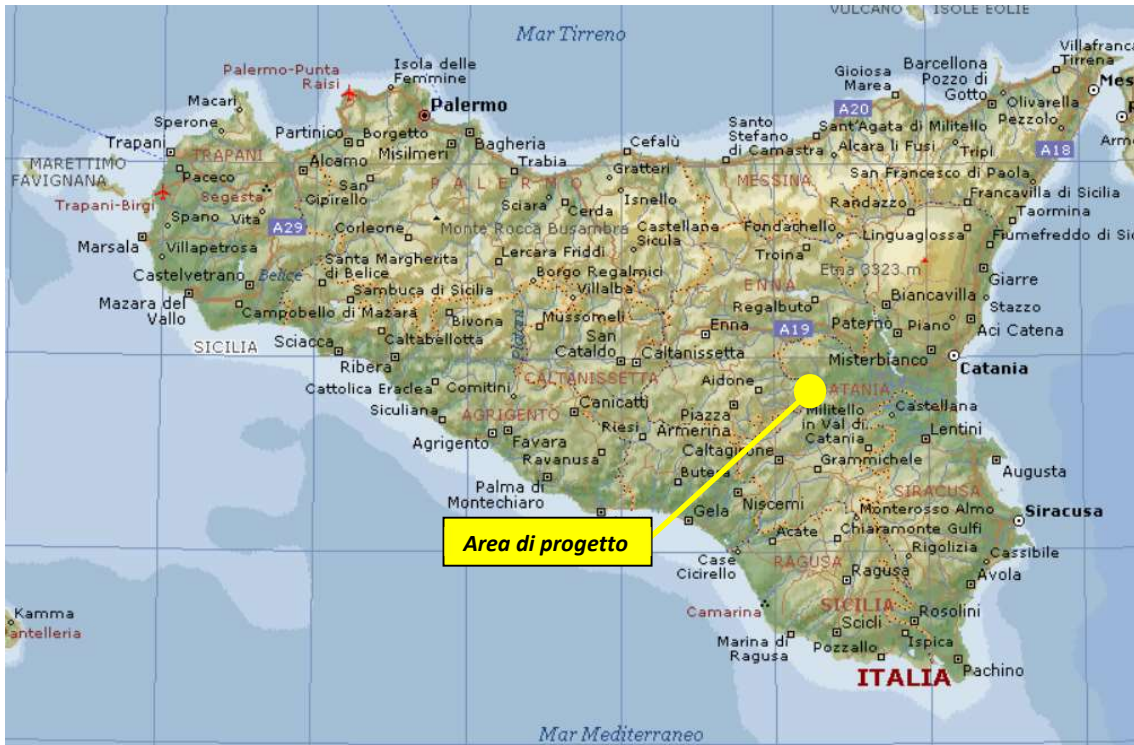 VULCANO
ISOLE EOLIE
Mar Tirreno
Villafranca
Tirrena
Isola delle
Femmine
Palermo-Punta
Raisi
Barcellona
Pozzo di
Gotto
Gioiosa
Marea
Mes
Macari
Palermo
A20
Olivarella
Pezzolo
Sperone
Partinico
Borgetto
Santo
Stefano
di Camastra
Sant'Agata di Militello
Arm
Trapani
Misilmeri
Bagheria
Cefalù
Alcara li Fusi
Tripi
A18
TRAPANI
Alcamo
Trabia
Gratteri
MARETTIMO
FAVIGNANA
Paceco
San
Cipirello
PALERMO
MESSINA
San Francesco di Paola
Segesta
Isnello
Francavilla di Sicilia
Trapani-Birgi
Sciara
Cerda
Randazzo
Spano
Vita
Taormina
A29
Corleone
Monte Rocca Busambra
Castellana
Sicula
Fondachello
Linguaglossa
Fiumefreddo di Sic
Marsala
Villapetrosa
Lercara Friddi
Troina
Santa Margherita
di Belice
Etna 3323 m
Castelvetrano
Belice
Borgo Regalmici
Giarre
Sambuca di Sicilia
Villalba
ENNA
Regalbuto
Biancavilla
Mazara del
Vallo
Campobello di Mazara
Bivona
Mussomeli
Stazzo
Platani
Enna
A19
Paternò
Piano
Aci Catena
SICILIA
Sciacca
Caltabellotta
San
Cataldo
Caltanissetta
Misterbianco
Ribera
Catania
Cattolica Eraclea
Comitini
CALTANISSETTA
Aidone
CATANIA
Siculiana
Canicatti
Piazza
Armerina
Militello
in Val di
Catania
Castellana
AGRIGENTO
Riesi
Agrigento
Favara
Lentini
Ravanusa
Caltagirone
Grammichele
Augusta
Palma di
Montechiaro
Butera
SIRACUSA
Niscemi
Monterosso Almo
Siracusa
Gela
Chiaramonte Gulfi
Area di progetto
Acate
Rigolizia
Case
Cicirello
Cassibile
RAGUSA
Ragusa
Avola
Kamma
antelleria
Camarina
SICILIA
Rosolini
Scicli
Marina di
Ragusa
Pozzallo
Ispica
ITALIA
Pachino
Mar Mediterraneo